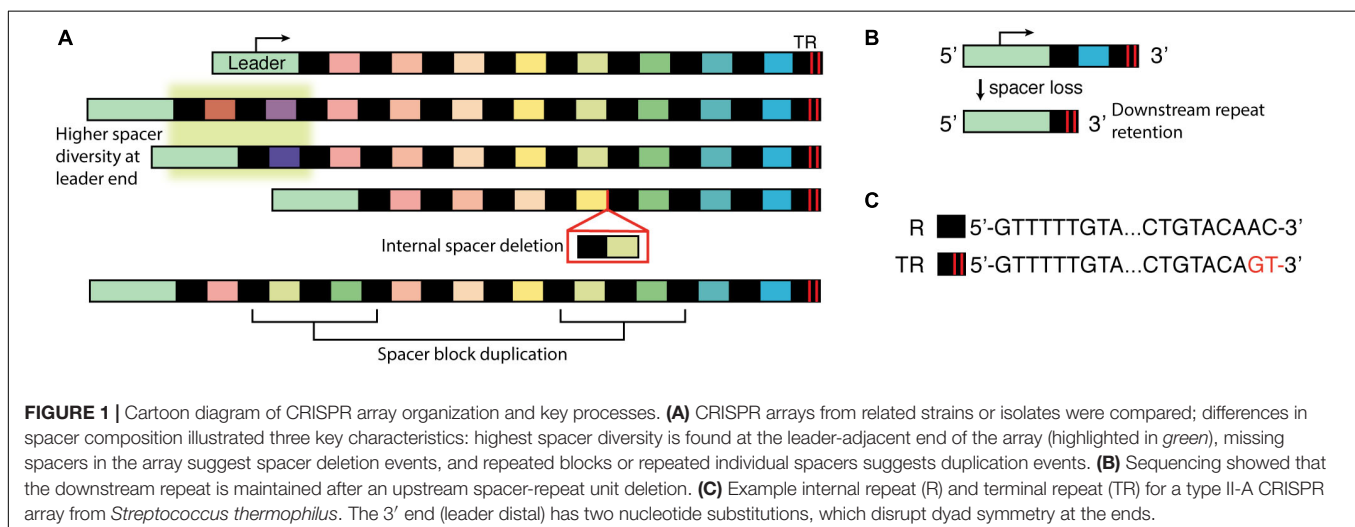 A
TR
Leader
Higher spacer
diversity at
leader end
Internal spacer deletion
Spacer block duplication
B
5’ 3’
spacer loss
5’ 3’
Downstream repeat
retention
C
R 5’-GTTTTTGTA...CTGTACAAC-3’
TR 5’-GTTTTTGTA...CTGTACAGT-3’
FIGURE 1 | Cartoon diagram of CRISPR array organization and key processes. (A) CRISPR arrays from related strains or isolates were compared; differences in
spacer composition illustrated three key characteristics: highest spacer diversity is found at the leader-adjacent end of the array (highlighted in green), missing
spacers in the array suggest spacer deletion events, and repeated blocks or repeated individual spacers suggests duplication events. (B) Sequencing showed that
the downstream repeat is maintained after an upstream spacer-repeat unit deletion. (C) Example internal repeat (R) and terminal repeat (TR) for a type II-A CRISPR
array from Streptococcus thermophilus. The 3′ end (leader distal) has two nucleotide substitutions, which disrupt dyad symmetry at the ends.